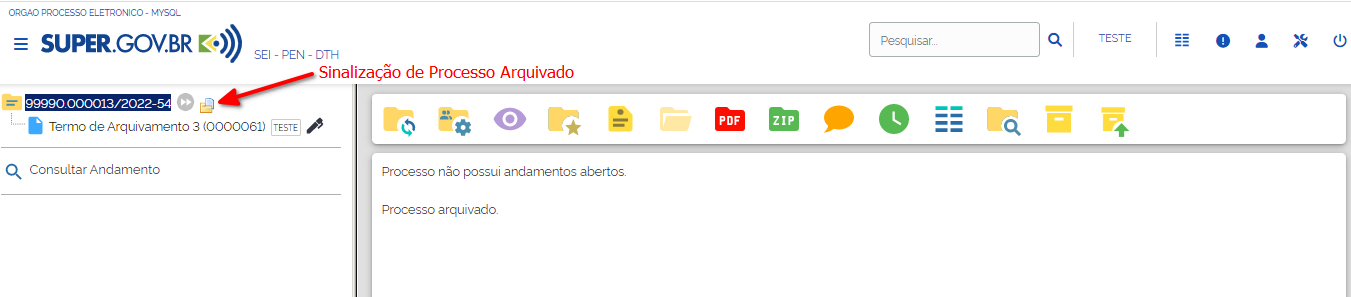 ORGAO PROCESSO ELETRONICO - MYSQL
SUPER.GOV.BR
SEI - PEN - DTH
Pesquisar...
TESTE
Sinalização de Processo Arquivado
99990.000013/2022-54
Termo de Arquivamento 3 (0000061) TESTE
Consultar Andamento
PDF
ZIP
Processo não possui andamentos abertos.
Processo arquivado.